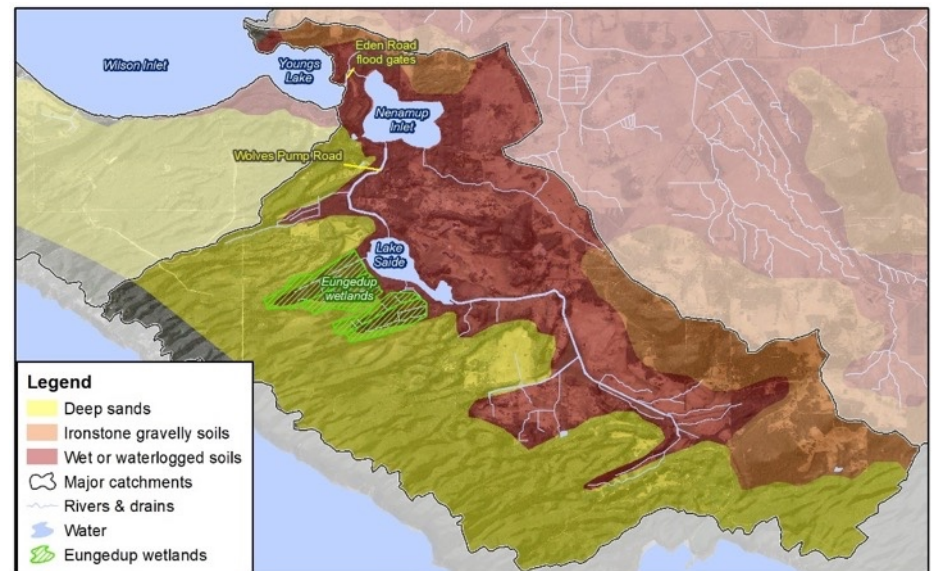 Wilson Inlet
Youngs
Lake
Eden Road
flood gates
Nenamup
Inlet
Wolves Pump Road
Lake
Saide
Eungedup
wetlands
Legend
Deep sands
Ironstone gravelly soils
Wet or waterlogged soils
Major catchments
Rivers & drains
Water
Eungedup wetlands